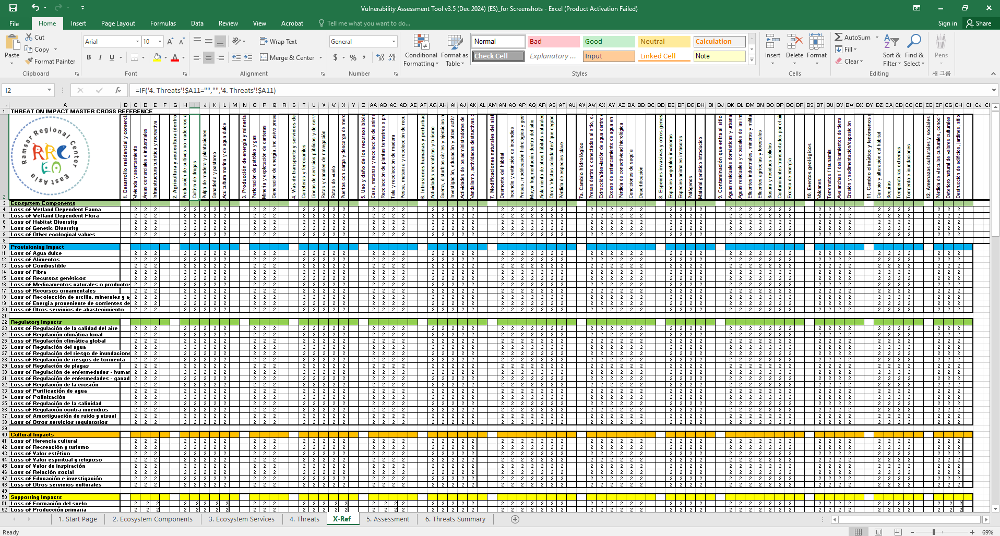 Vulnerability Assessment Tool v3.5 (Dec 2024) (ES)_for Screenshots - Excel (Product Activation Failed)
File Home Insert Page Layout Formulas Data Review View Acrobat Tell me what you want to do... Sign in Share
Paste Cut Copy Format Painter Clipboard
Arial 10 Font
Wrap Text Merge & Center Alignment
General Number
Conditional Formatting Format as Table
Normal Bad Good Neutral Calculation
Check Cell Explanatory ... Input Linked Cell Note
Styles
Insert Delete Format Cells
AutoSum Fill Clear Sort & Filter Find & Select Editing
Pens 새 그룹
I2 =IF('4. Threats'!$A11="","",'4. Threats'!$A11)
THREAT ON IMPACT MASTER CROSS REFERENCE
Ramsar Regional Center
RRC EA
East Asia
1. Desarrollo residencial y comercia
Vivienda y asentamiento
Áreas comerciales e industriales
Infraestructura turística y recreativa
2. Agricultura y acuicultura (dentro
Producción de cultivos no madereros a
Cultivo de drogas
Pulpa de madera y plantaciones
Ganadería y pastoreo
Acuicultura marina y de agua dulce
3. Producción de energía y minería
Perforación de petróleo y gas
Minería y explotación de canteras
Generación de energía, inclusive presa
4. Vías de transporte y servicios de
Carreteras y ferrocarriles
Líneas de servicios públicos y de servi
Rutas y canales de navegación
Rutas de vuelo
Puertos con carga y descarga de merc
5. Uso y daño de los recursos bioló
Caza, matanza y recolección de anima
Recolección de plantas terrestres o pr
Tala y recolección de madera
Pesca, matanza y recolección de recur
6. Intrusiones humanas y perturbac
Actividades recreativas y turismo
Guerra, disturbios civiles y ejercicios m
Investigación, educación y otras activi
Actividades de los administradores de
Vandalismo, actividades destructivas o
7. Modificaciones naturales del sist
Desmonte del hábitat
Incendio y extinción de incendios
Presas, modificación hidrológica y gest
Mayor fragmentación dentro del sitio
Aislamiento de otros hábitats naturales
Otros 'efectos colindantes' que degrad
Pérdida de especies clave
7a. Cambio hidrológico
Presas dentro o conectadas al sitio, qu
Extracción/desviación de agua dentro o
Exceso de estancamiento de agua en
Pérdida de conectividad hidrológica
Condiciones de sequía
Desertificación
8. Especies invasivas y otros genes
Especies vegetales invasoras
Especies animales invasoras
Patógenos
Material genético introducido
9. Contaminación que entra al sitio
Aguas residuales domésticas y urbana
Aguas residuales y cloacales de las ins
Efluentes industriales, mineros y milita
Efluentes agrícolas y forestales
Basura y residuos sólidos
Contaminantes transportados por el air
Exceso de energía
10. Eventos geológicos
Volcanes
Terremotos / tsunamis
Avalanchas / deslizamientos de tierra
Erosión y sedimentación/deposición
11. Cambio climático y fenómenos
Cambio y alteración del hábitat
Sequías
Temperaturas extremas
Tormenta e inundaciones
12. Amenazas culturales y sociales
Pérdida de vínculos culturales, conocir
Deterioro natural de valores culturales
Destrucción de edificios, jardines, sitio
Ecosystem Components
Loss of Wetland Dependent Fauna
Loss of Wetland Dependent Flora
Loss of Habitat Diversity
Loss of Genetic Diversity
Loss of Other ecological values
Provisioning Impact
Loss of Agua dulce
Loss of Alimentos
Loss of Combustible
Loss of Fibra
Loss of Recursos genéticos
Loss of Medicamentos naturales o productos
Loss of Recursos ornamentales
Loss of Recolección de arcilla, minerales y a
Loss of Energía proveniente de corrientes de
Loss of Otros servicios de abastecimiento
Regulatory Impacts
Loss of Regulación de la calidad del aire
Loss of Regulación climática local
Loss of Regulación climática global
Loss of Regulación del agua
Loss of Regulación del riesgo de inundacione
Loss of Regulación de riesgos de tormenta
Loss of Regulación de plagas
Loss of Regulación de enfermedades - human
Loss of Regulación de enfermedades - ganad
Loss of Regulación de la erosión
Loss of Purificación de agua
Loss of Polinización
Loss of Regulación de la salinidad
Loss of Regulación contra incendios
Loss of Amortiguación de ruido y visual
Loss of Otros servicios regulatorios
Cultural Impacts
Loss of Herencia cultural
Loss of Recreación y turismo
Loss of Valor estético
Loss of Valor espiritual y religioso
Loss of Valor de inspiración
Loss of Relación social
Loss of Educación e investigación
Loss of Otros servicios culturales
Supporting Impacts
Loss of Formación del suelo
Loss of Producción primaria
1. Start Page 2. Ecosystem Components 3. Ecosystem Services 4. Threats X-Ref 5. Assessment 6. Threats Summary
Ready 69%